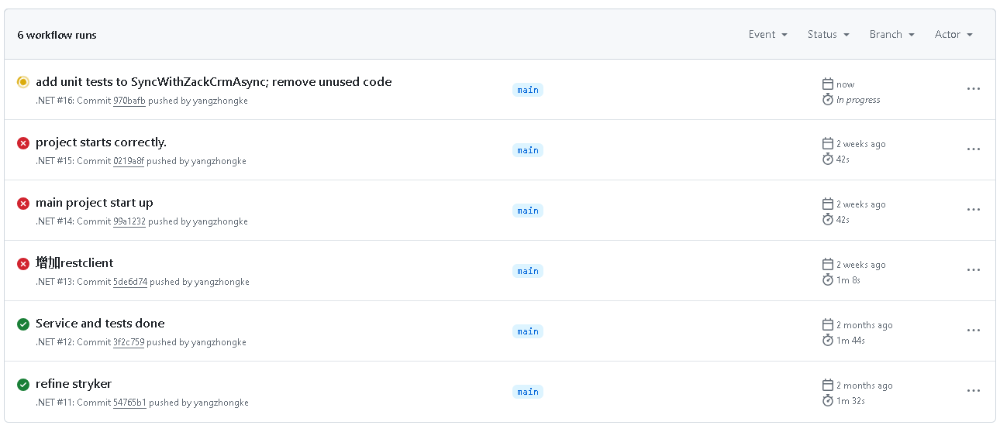 6 workflow runs
Event Status Branch Actor
add unit tests to SyncWithZackCrmAsync; remove unused code
.NET #16: Commit 970bafb pushed by yangzhongke
main
now
In progress
project starts correctly.
.NET #15: Commit 0219a8f pushed by yangzhongke
main
2 weeks ago
42s
main project start up
.NET #14: Commit 99a1232 pushed by yangzhongke
main
2 weeks ago
42s
增加restclient
.NET #13: Commit 5de6d74 pushed by yangzhongke
main
2 weeks ago
1m 8s
Service and tests done
.NET #12: Commit 3f2c759 pushed by yangzhongke
main
2 months ago
1m 44s
refine stryker
.NET #11: Commit 54765b1 pushed by yangzhongke
main
2 months ago
1m 32s